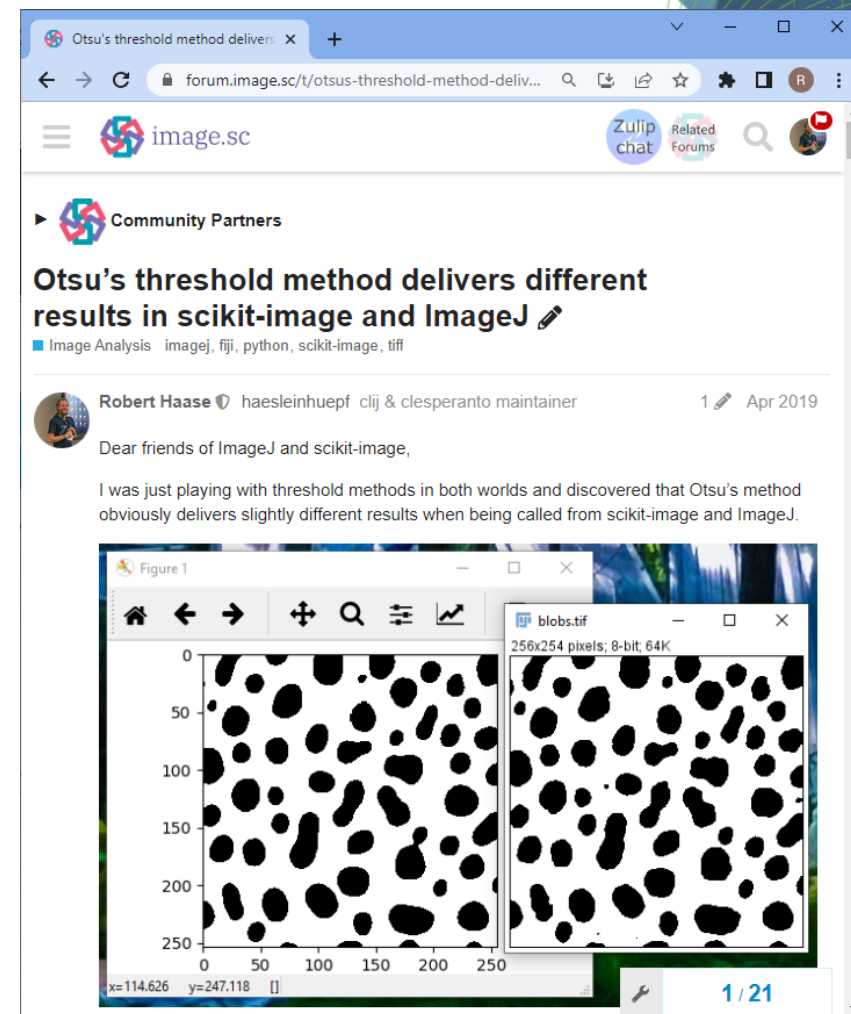 Otsu's threshold method delivers
forum.image.sc/t/otsus-threshold-method-deliv...
R
image.sc
Zulip
chat
Related
Forums
Community Partners
Otsu’s threshold method delivers different
results in scikit-image and ImageJ
Image Analysis imagej, fiji, python, scikit-image, tiff
Robert Haase haesleinhuepf clij & clesperanto maintainer 1 Apr 2019
Dear friends of ImageJ and scikit-image,
I was just playing with threshold methods in both worlds and discovered that Otsu’s method
obviously delivers slightly different results when being called from scikit-image and ImageJ.
Figure 1
blobs.tif
256x254 pixels; 8-bit; 64K
0
50
100
150
200
250
0 50 100 150 200 250
x=114.626 y=247.118 []
1 / 21